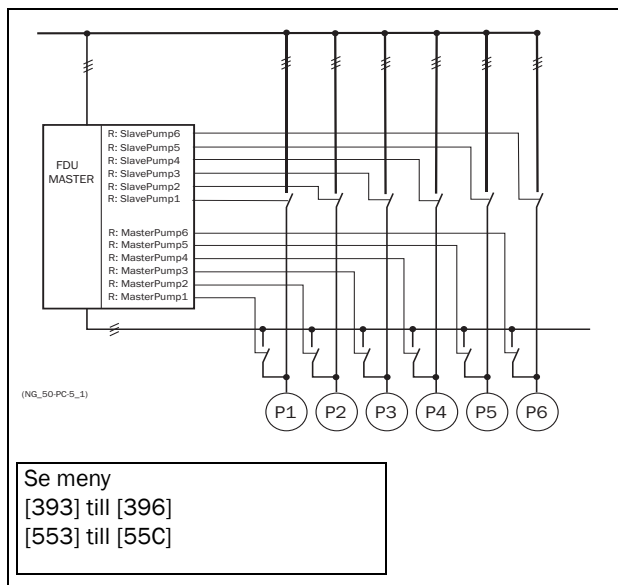 FDU
MASTER
R: SlavePump6
R: SlavePump5
R: SlavePump4
R: SlavePump3
R: SlavePump2
R: SlavePump1
R: MasterPump6
R: MasterPump5
R: MasterPump4
R: MasterPump3
R: MasterPump2
R: MasterPump1
(NG_50-PC-5_1)
P1 P2 P3 P4 P5 P6
Se meny
[393] till [396]
[553] till [55C]